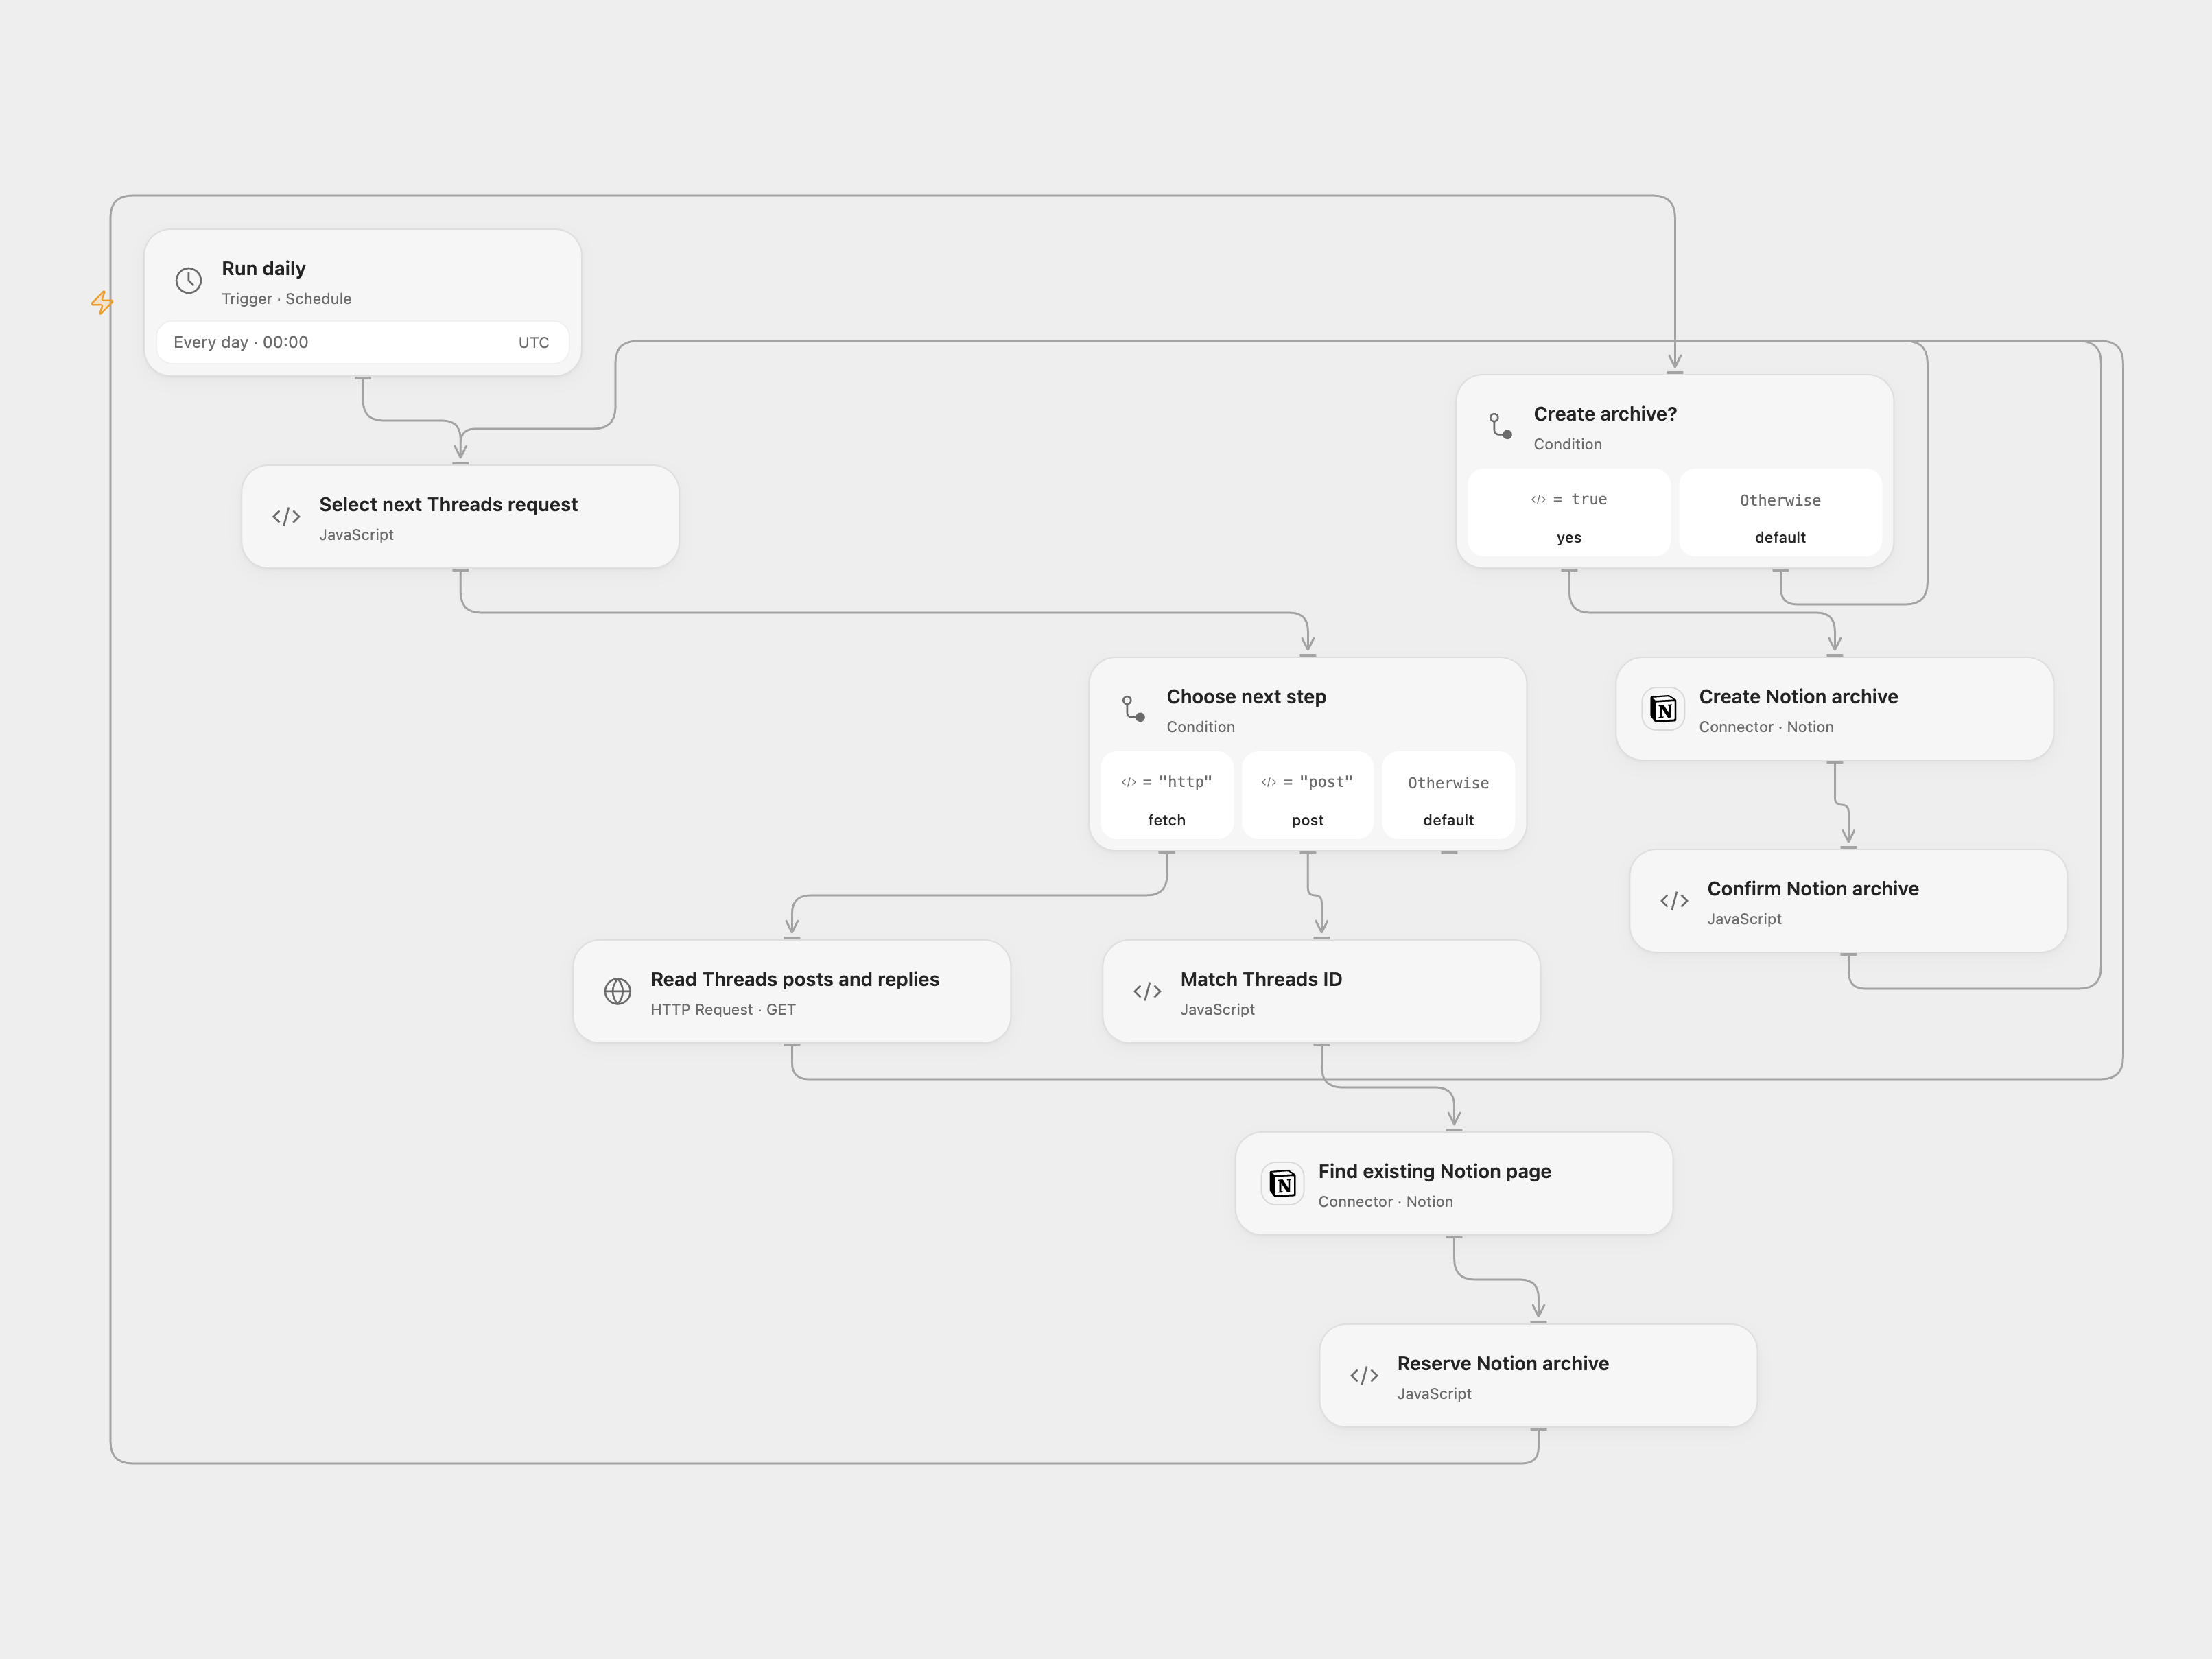 Run daily
Trigger · Schedule
Every day · 00:00 UTC
Select next Threads request
JavaScript
Create archive?
Condition
</> = true
Otherwise
yes
default
Choose next step
Condition
</> = "http"
</> = "post"
Otherwise
fetch
post
default
Create Notion archive
Connector · Notion
Confirm Notion archive
JavaScript
Read Threads posts and replies
HTTP Request · GET
Match Threads ID
JavaScript
Find existing Notion page
Connector · Notion
Reserve Notion archive
JavaScript